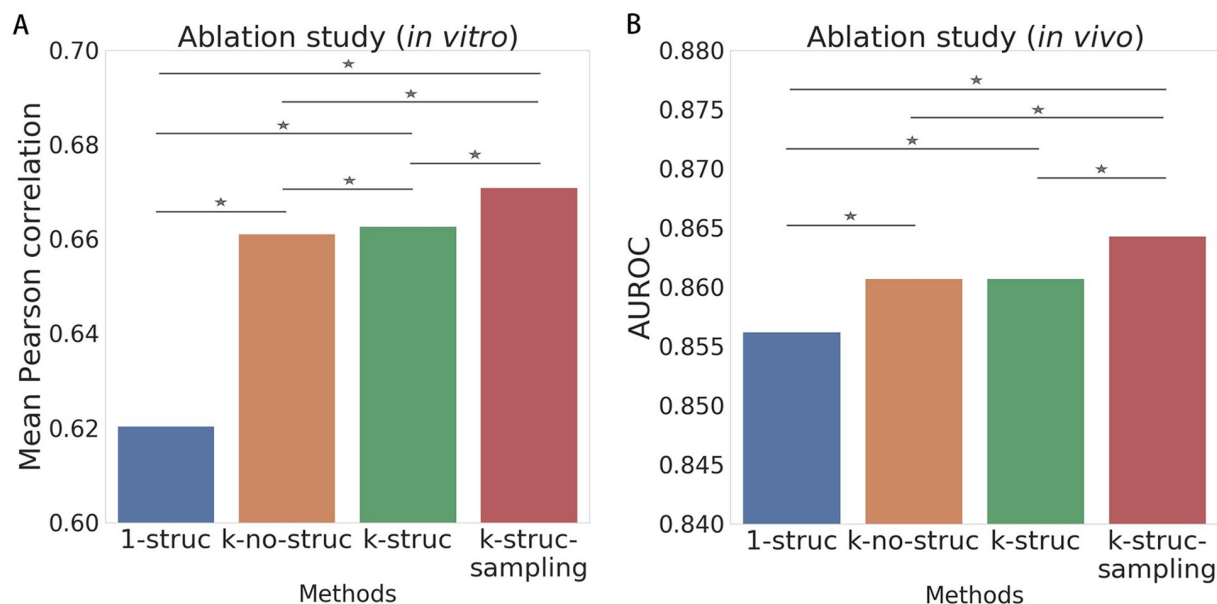 A
Ablation study (in vitro)
0.70
0.68
0.66
0.64
0.62
0.60
Mean Pearson correlation
1-struc
k-no-struc
k-struc
k-struc-
sampling
Methods
B
Ablation study (in vivo)
0.880
0.875
0.870
0.865
0.860
0.855
0.850
0.845
0.840
AUROC
1-struc
k-no-struc
k-struc
k-struc-
sampling
Methods